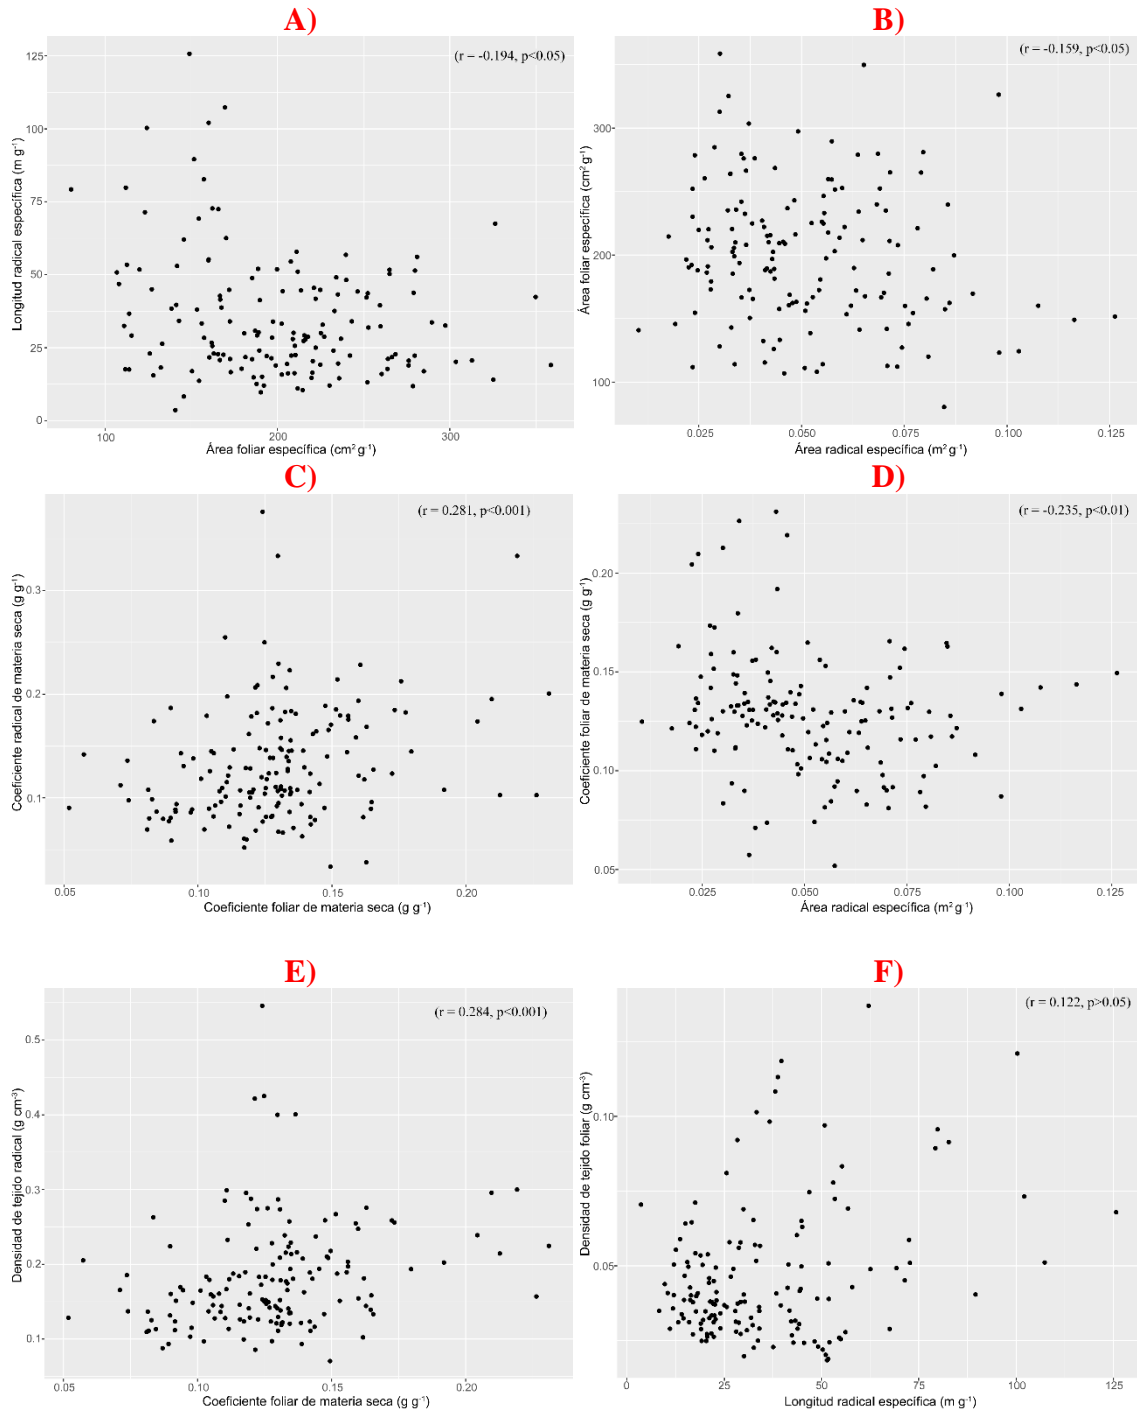 A)
(r = -0.194, p<0.05)
Longitud radical específica (m g⁻¹)
125
100
75
50
25
0
100
200
300
Área foliar específica (cm² g⁻¹)
B)
(r = -0.159, p<0.05)
Área foliar específica (cm² g⁻¹)
300
200
100
0.025
0.050
0.075
0.100
0.125
Área radical específica (m² g⁻¹)
C)
(r = 0.281, p<0.001)
Coeficiente radical de materia seca (g g⁻¹)
0.3
0.2
0.1
0.05
0.10
0.15
0.20
Coeficiente foliar de materia seca (g g⁻¹)
D)
(r = -0.235, p<0.01)
Coeficiente foliar de materia seca (g g⁻¹)
0.20
0.15
0.10
0.05
0.025
0.050
0.075
0.100
0.125
Área radical específica (m² g⁻¹)
E)
(r = 0.284, p<0.001)
Densidad de tejido radical (g cm⁻³)
0.5
0.4
0.3
0.2
0.1
0.05
0.10
0.15
0.20
Coeficiente foliar de materia seca (g g⁻¹)
F)
(r = 0.122, p>0.05)
Densidad de tejido foliar (g cm⁻³)
0.10
0.05
0
25
50
75
100
125
Longitud radical específica (m g⁻¹)